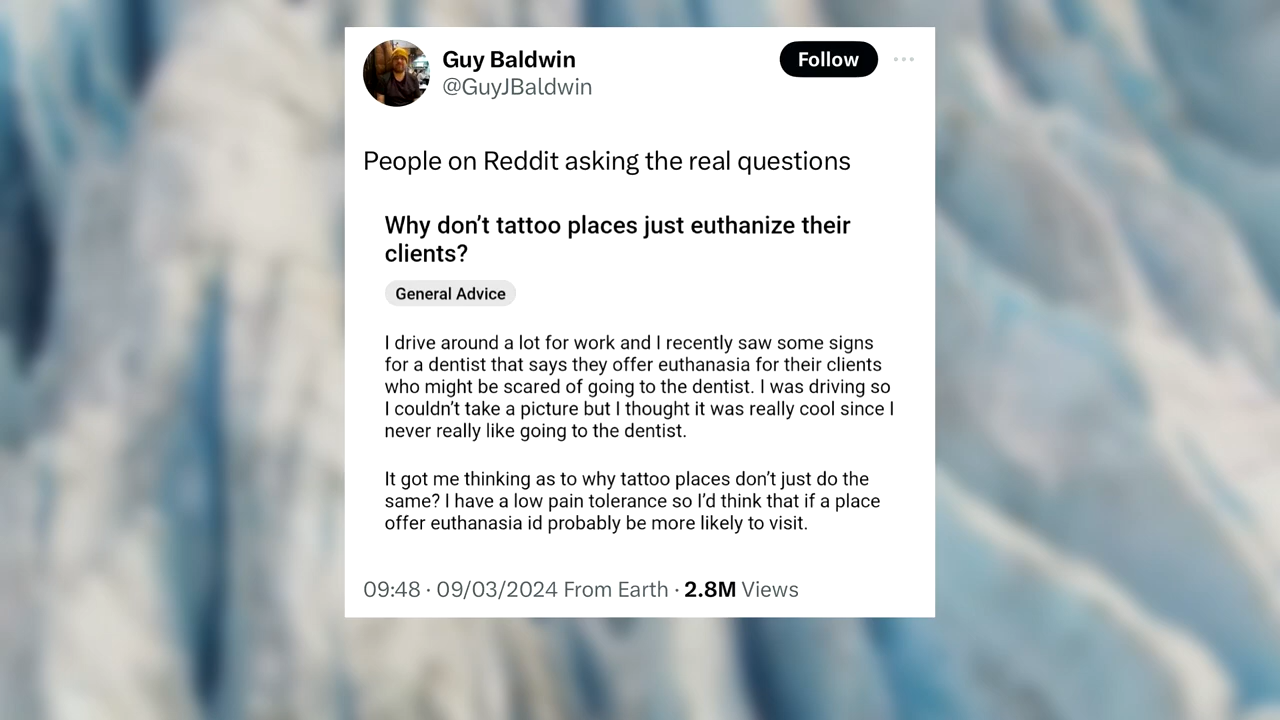 Guy Baldwin
@GuyJBaldwin
Follow
People on Reddit asking the real questions
Why don’t tattoo places just euthanize their
clients?
General Advice
I drive around a lot for work and I recently saw some signs
for a dentist that says they offer euthanasia for their clients
who might be scared of going to the dentist. I was driving so
I couldn’t take a picture but I thought it was really cool since I
never really like going to the dentist.
It got me thinking as to why tattoo places don’t just do the
same? I have a low pain tolerance so I’d think that if a place
offer euthanasia id probably be more likely to visit.
09:48 · 09/03/2024 From Earth · 2.8M Views